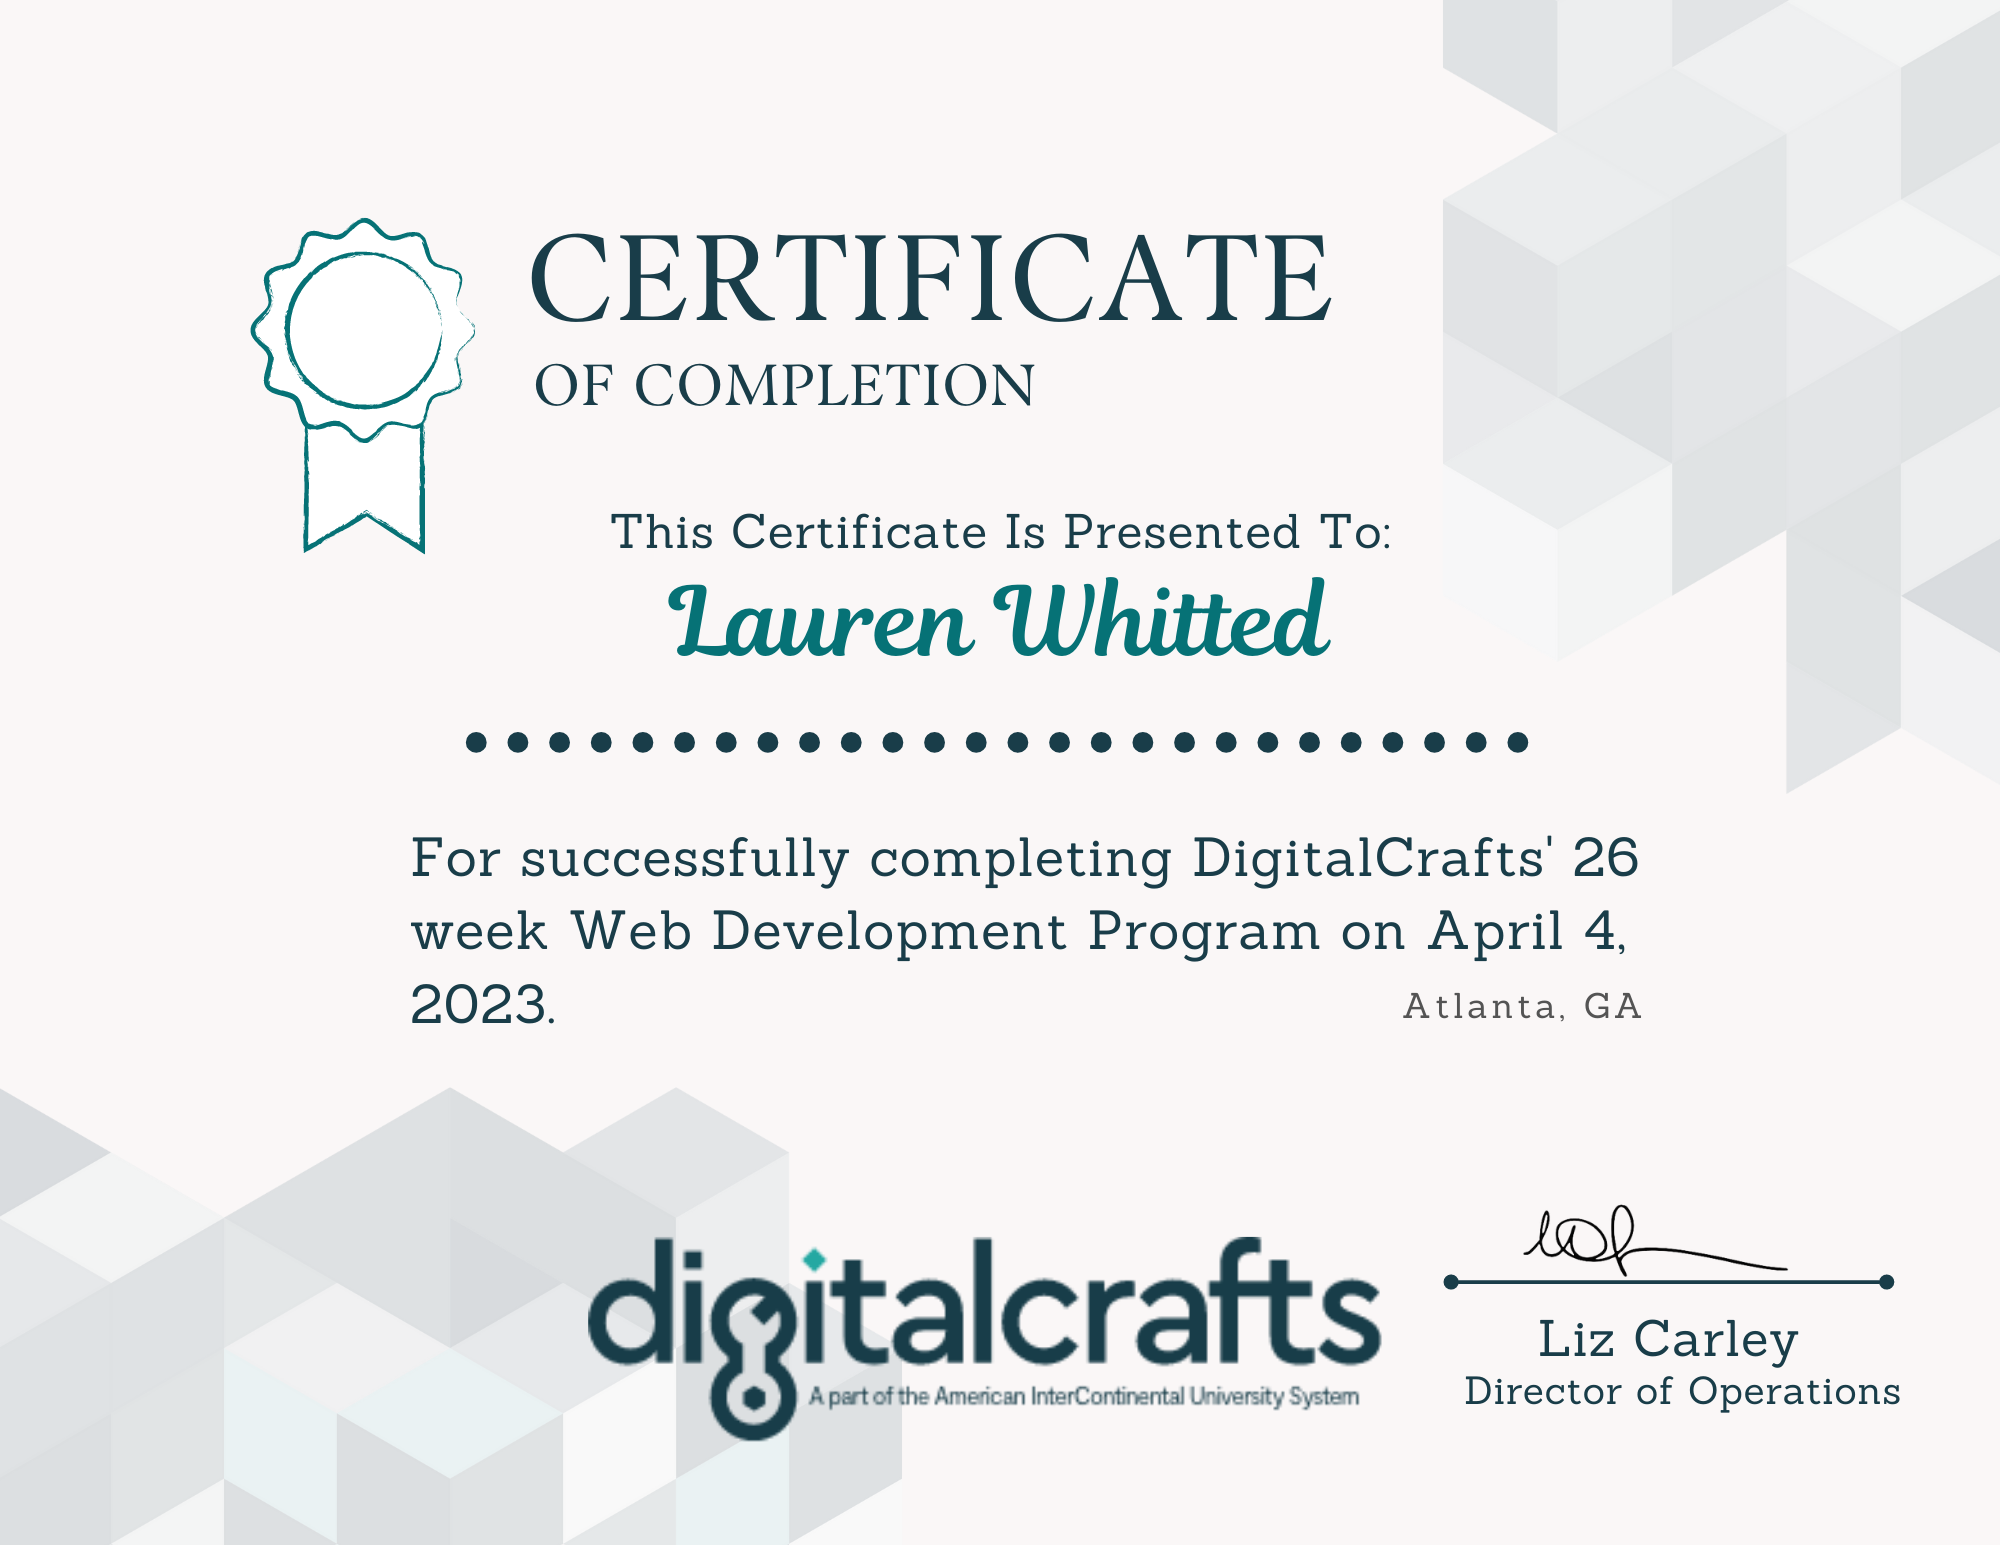 CERTIFICATE
OF COMPLETION
This Certificate Is Presented To:
Lauren Whitted
For successfully completing DigitalCrafts' 26
week Web Development Program on April 4,
2023.
Atlanta, GA
digitalcrafts
A part of the American InterContinental University System
Liz Carley
Director of Operations